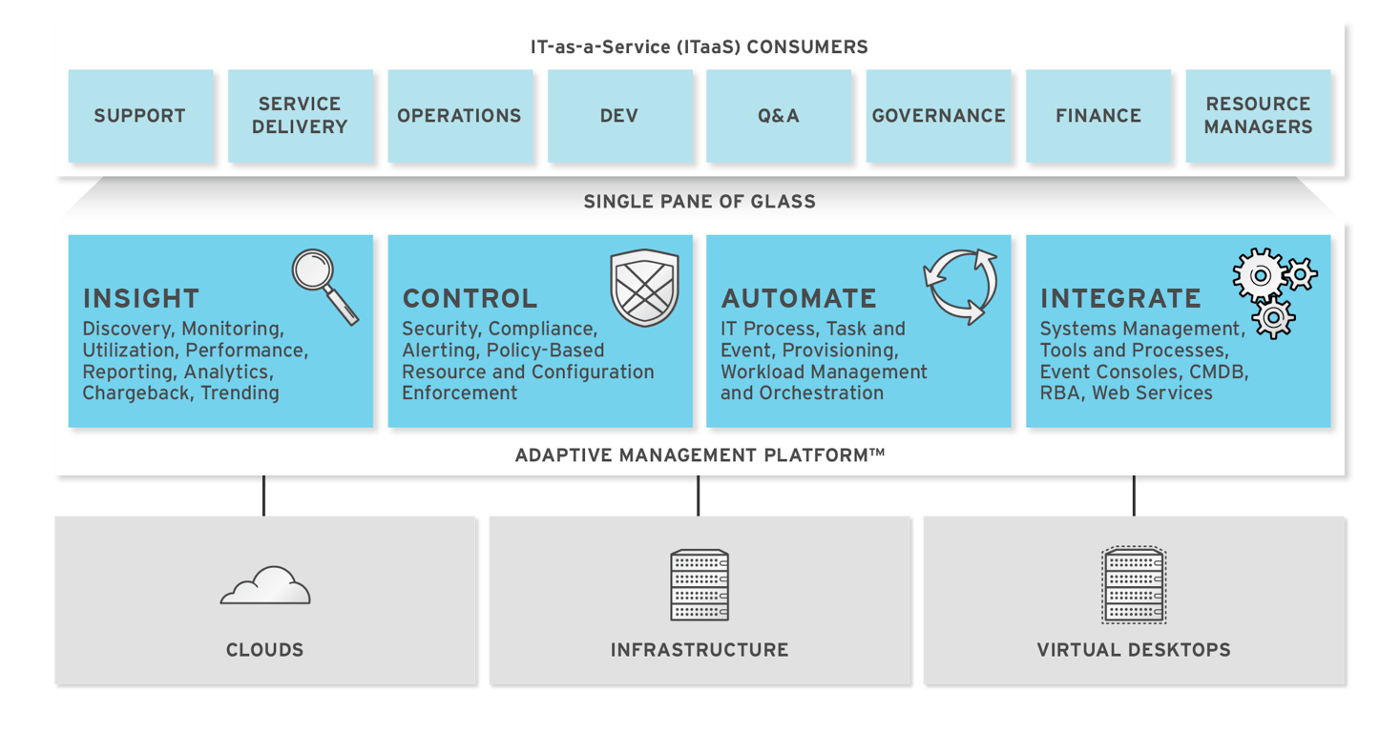 IT-as-a-Service (ITaaS) CONSUMERS
SUPPORT
SERVICE
DELIVERY
OPERATIONS
DEV
Q&A
GOVERNANCE
FINANCE
RESOURCE
MANAGERS
SINGLE PANE OF GLASS
INSIGHT
Discovery, Monitoring,
Utilization, Performance,
Reporting, Analytics,
Chargeback, Trending
CONTROL
Security, Compliance,
Alerting, Policy-Based
Resource and Configuration
Enforcement
AUTOMATE
IT Process, Task and
Event, Provisioning,
Workload Management
and Orchestration
INTEGRATE
Systems Management,
Tools and Processes,
Event Consoles, CMDB,
RBA, Web Services
ADAPTIVE MANAGEMENT PLATFORM™
CLOUDS
INFRASTRUCTURE
VIRTUAL DESKTOPS